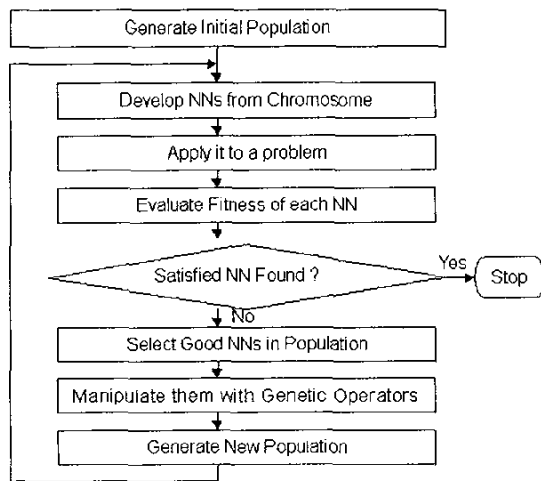 Generate Initial Population
Develop NNs from Chromosome
Apply it to a problem
Evaluate Fitness of each NN
Satisfied NN Found ?
Yes
Stop
No
Select Good NNs in Population
Manipulate them with Genetic Operators
Generate New Population